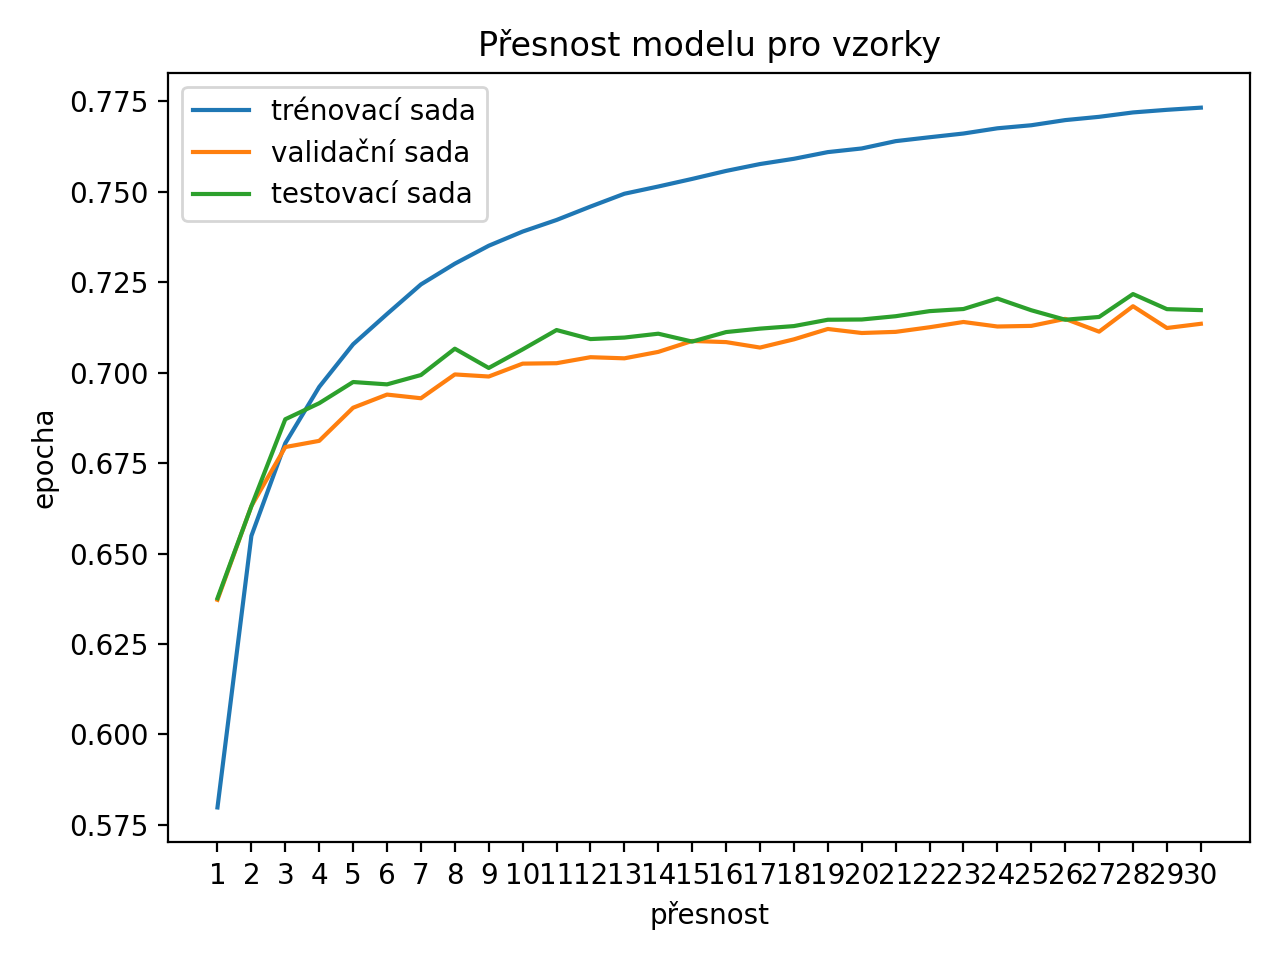 Přesnost modelu pro vzorky
trénovací sada
validační sada
testovací sada
0.775
0.750
0.725
0.700
0.675
0.650
0.625
0.600
0.575
epocha
1 2 3 4 5 6 7 8 9 10 11 12 13 14 15 16 17 18 19 20 21 22 23 24 25 26 27 28 29 30
přesnost